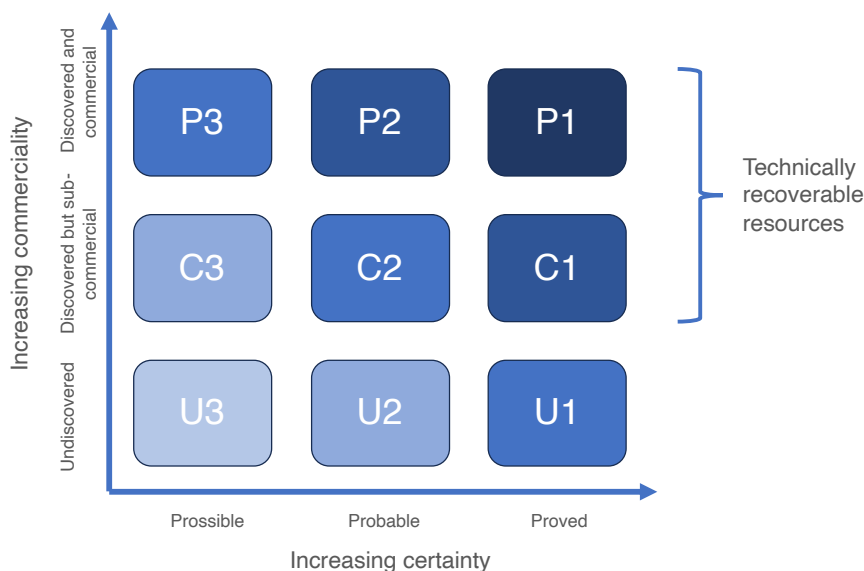 Increasing commerciality
Discovered and
commercial
P3
P2
P1
Discovered but sub-
commercial
C3
C2
C1
Technically
recoverable
resources
Undiscovered
U3
U2
U1
Prossible
Probable
Proved
Increasing certainty